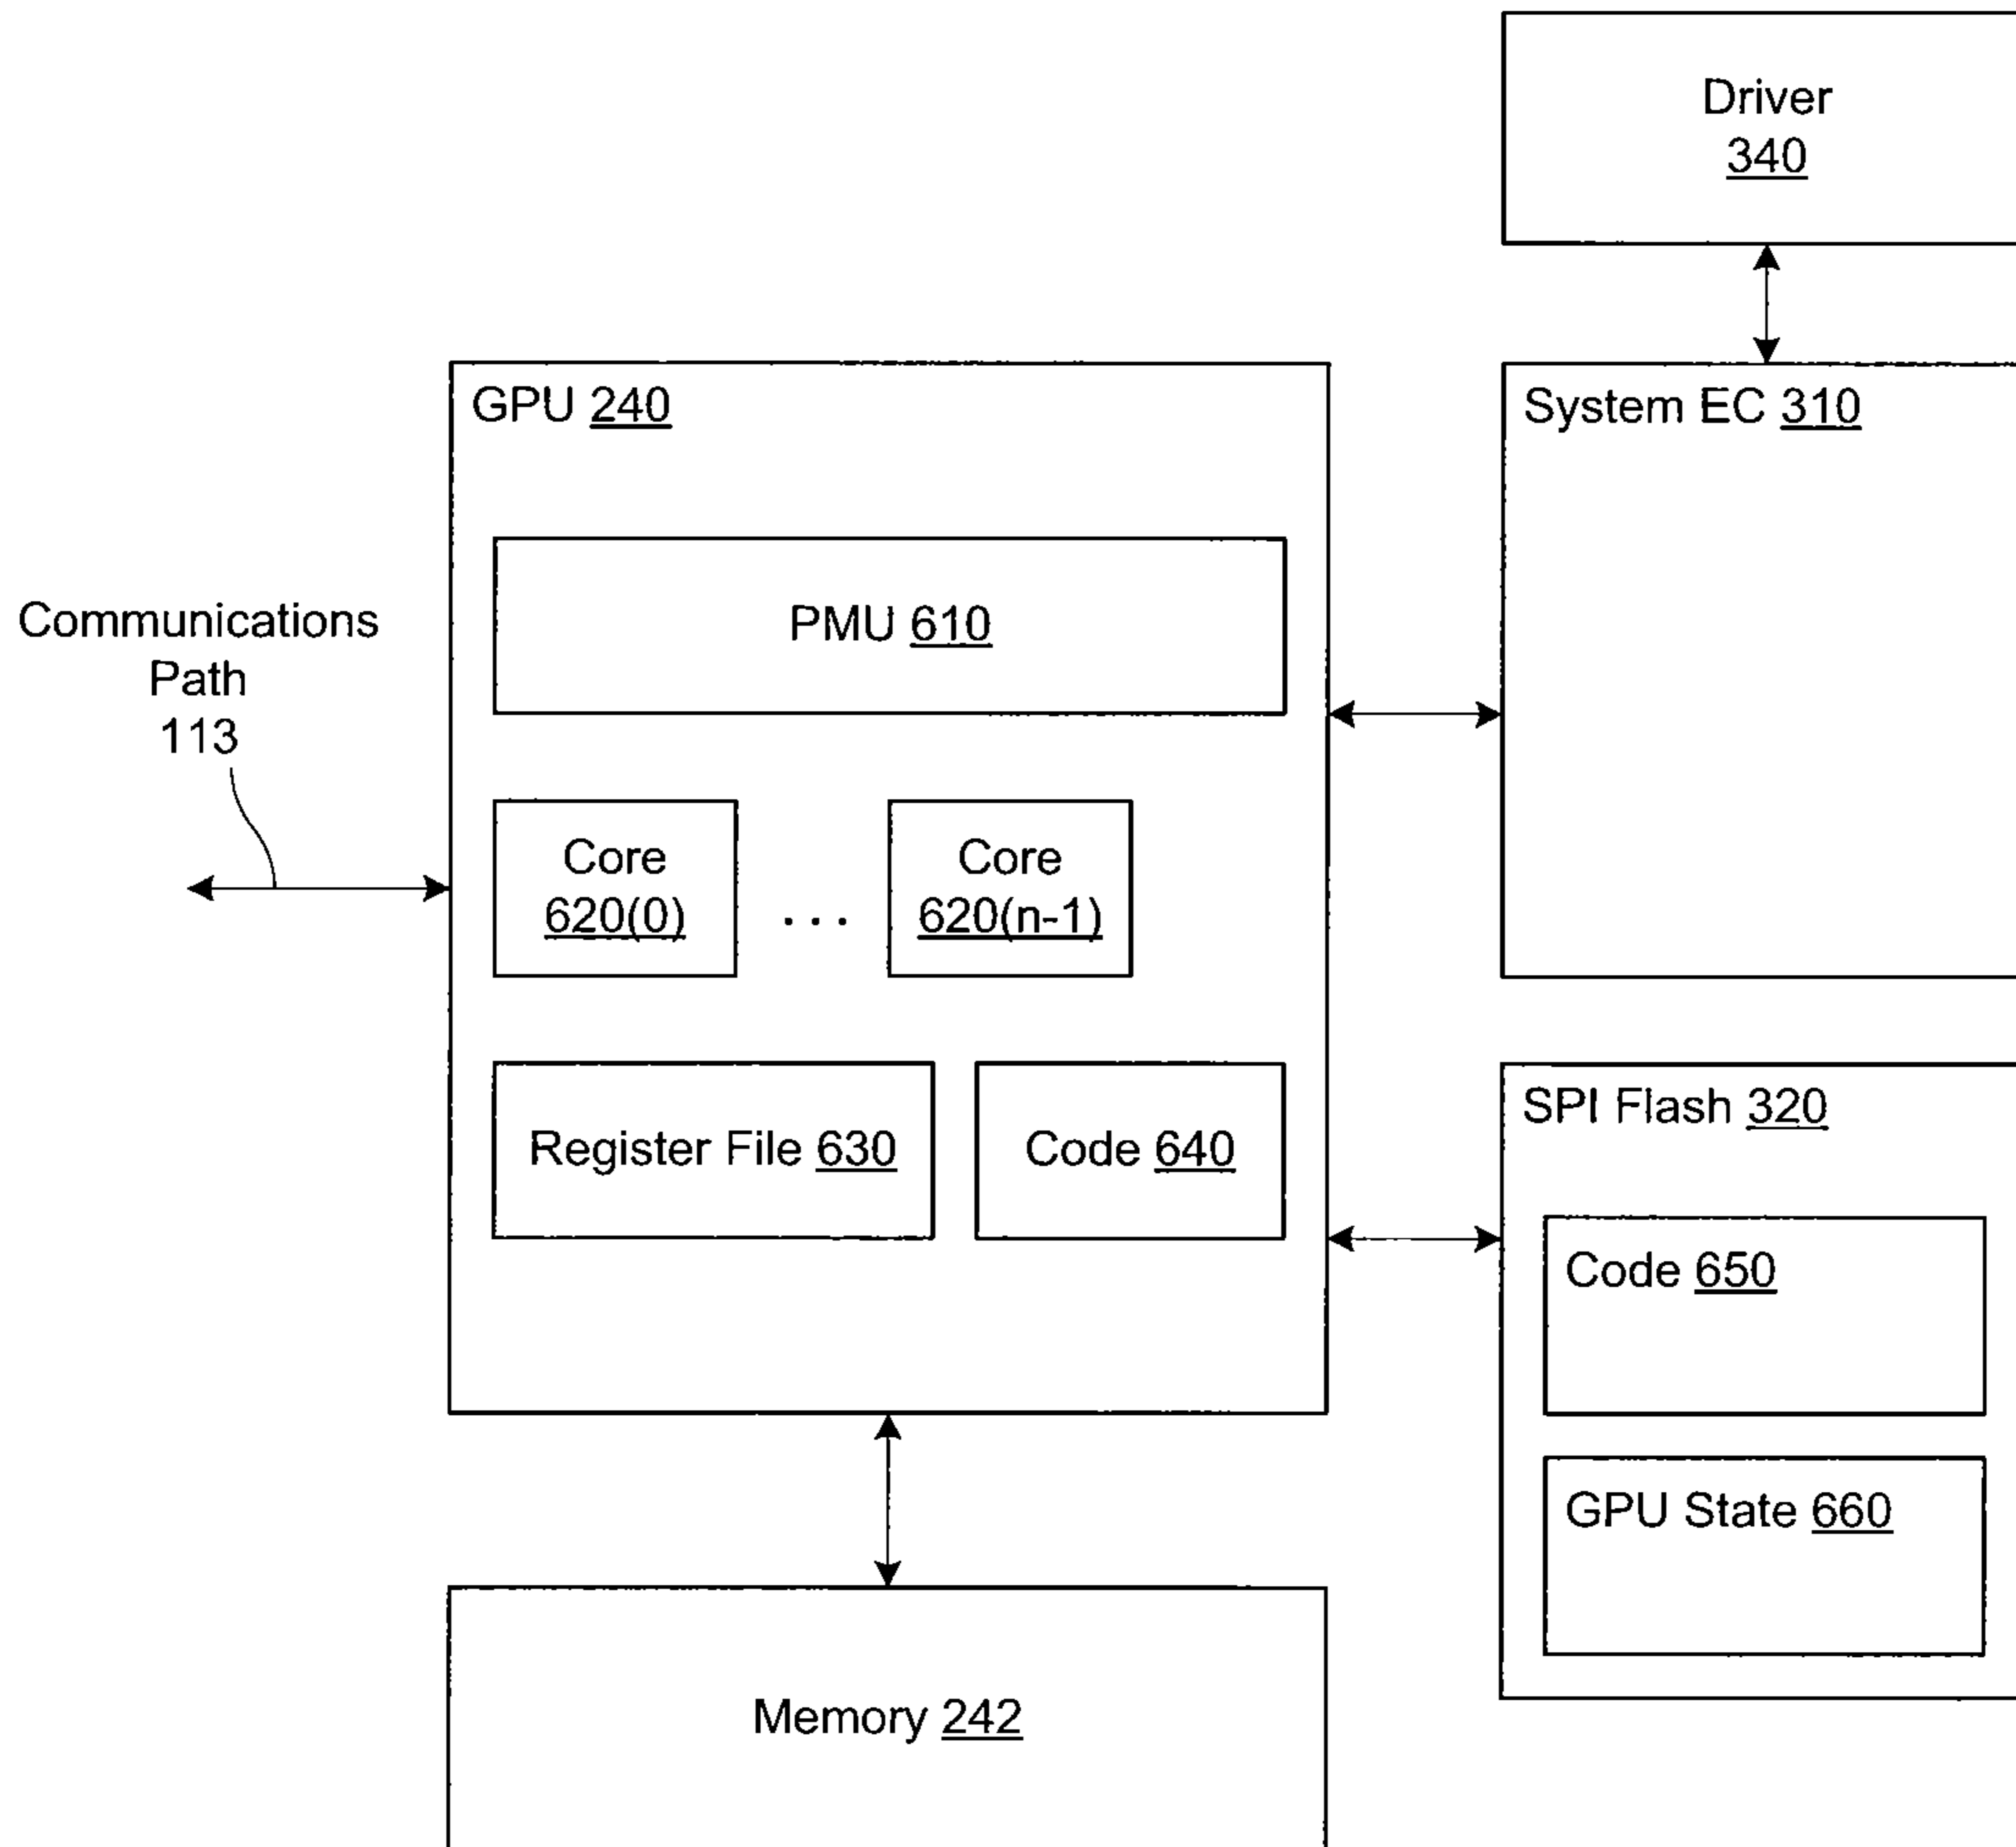 Driver
340
GPU 240
System EC 310
PMU 610
Communications
Path
113
Core
620(0)
...
Core
620(n-1)
Register File 630
Code 640
SPI Flash 320
Code 650
GPU State 660
Memory 242